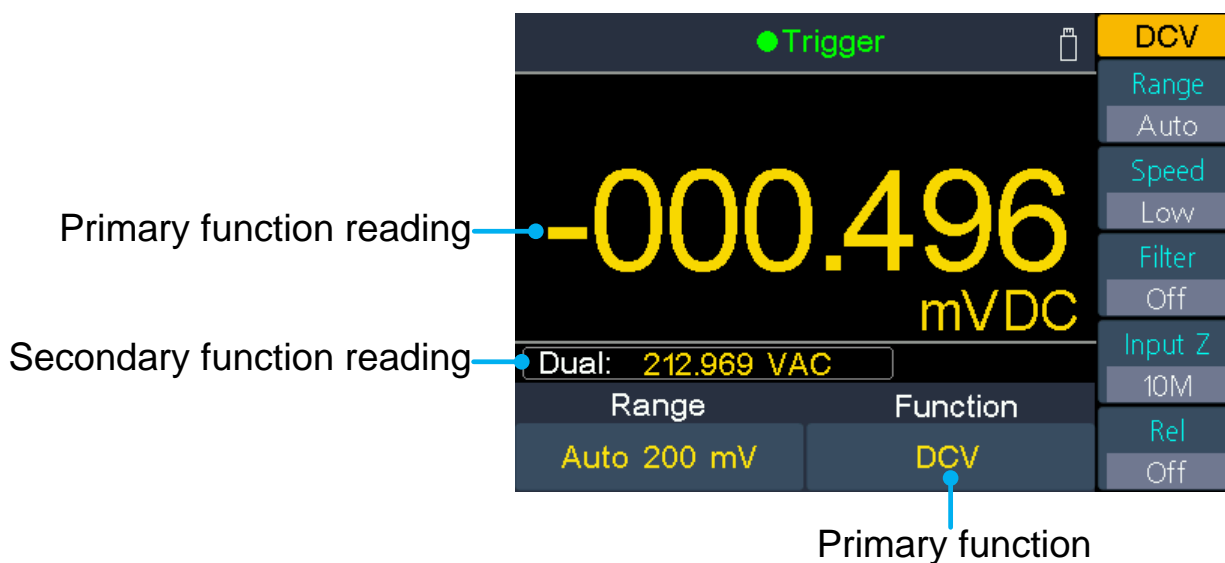 Trigger
-000.496
mVDC
Dual: 212.969 VAC
Range
Function
Auto 200 mV
DCV
DCV
Range
Auto
Speed
Low
Filter
Off
Input Z
10M
Rel
Off
Primary function reading
Secondary function reading
Primary function